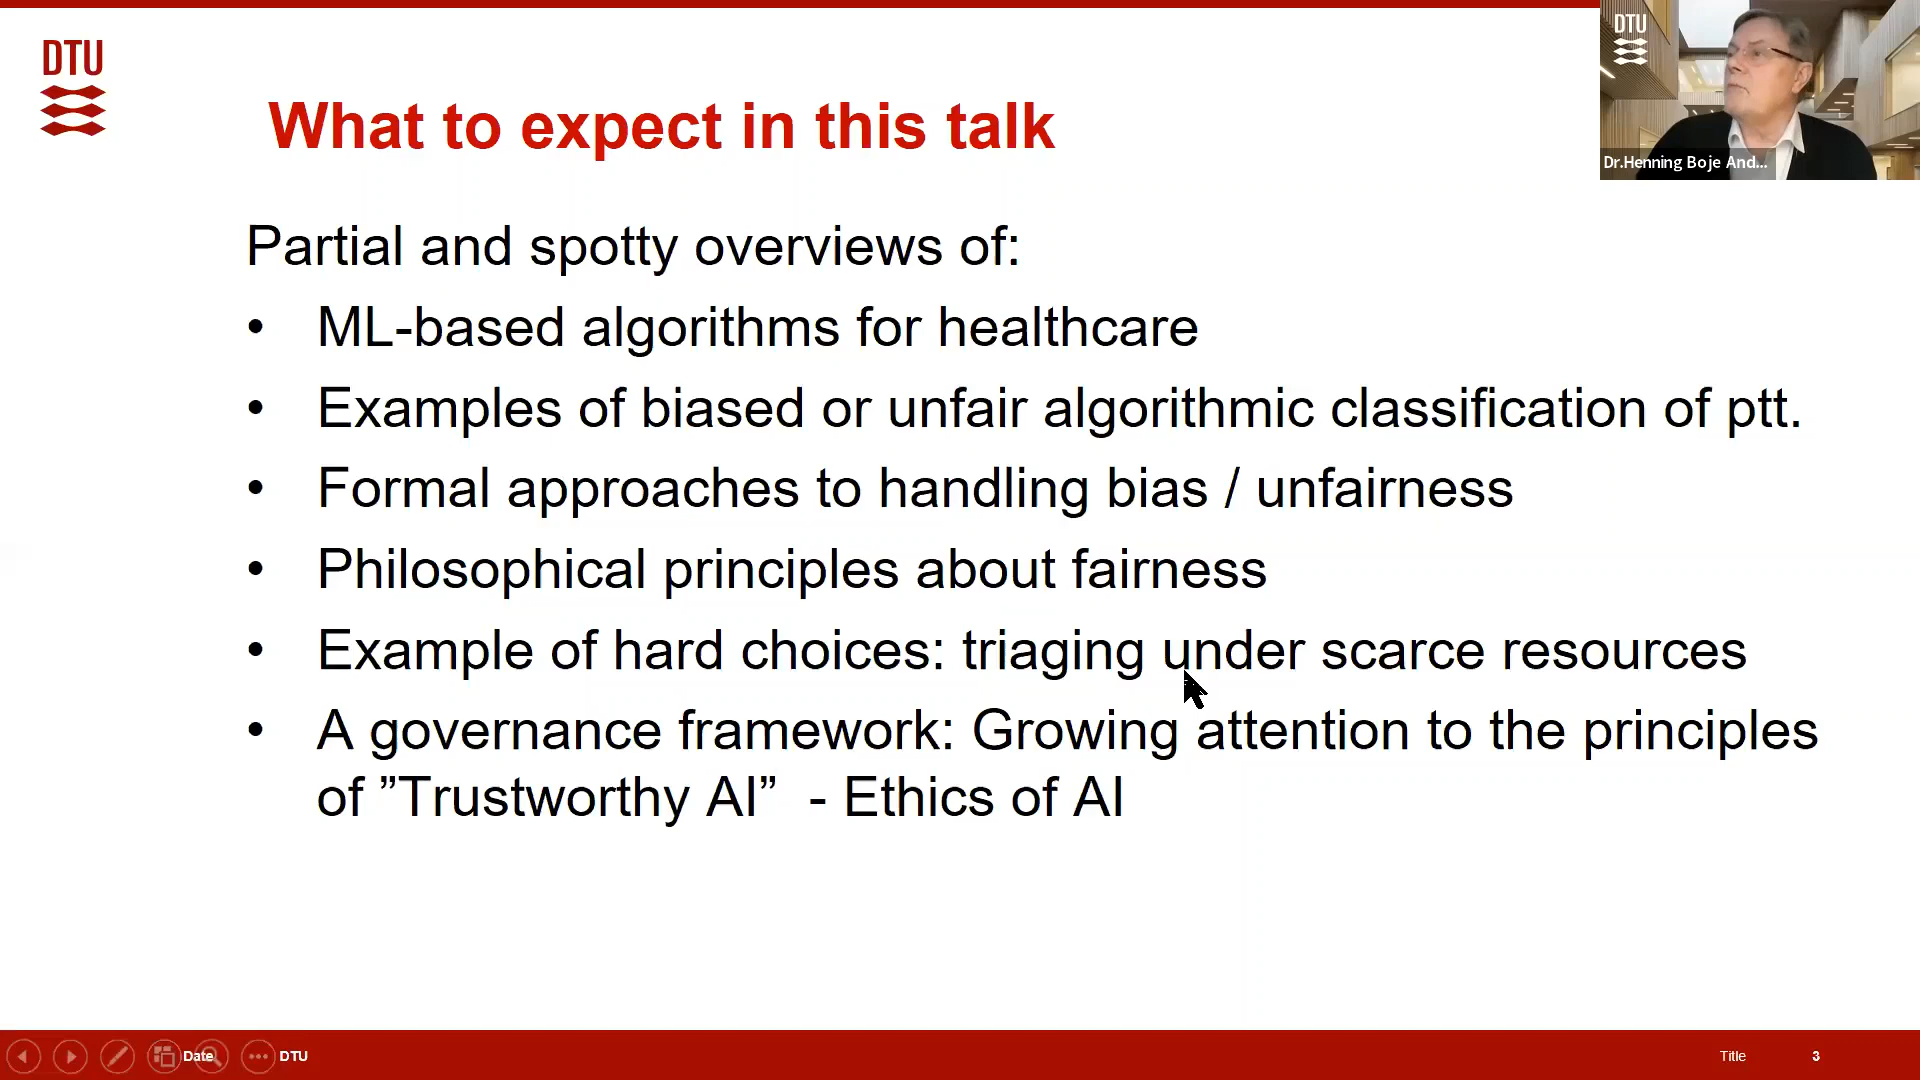 DTU
DTU
What to expect in this talk
Dr.Henning Boje And...
Partial and spotty overviews of:
• ML-based algorithms for healthcare
• Examples of biased or unfair algorithmic classification of ptt.
• Formal approaches to handling bias / unfairness
• Philosophical principles about fairness
• Example of hard choices: triaging under scarce resources
• A governance framework: Growing attention to the principles
of ”Trustworthy AI”  - Ethics of AI
Date DTU Title 3